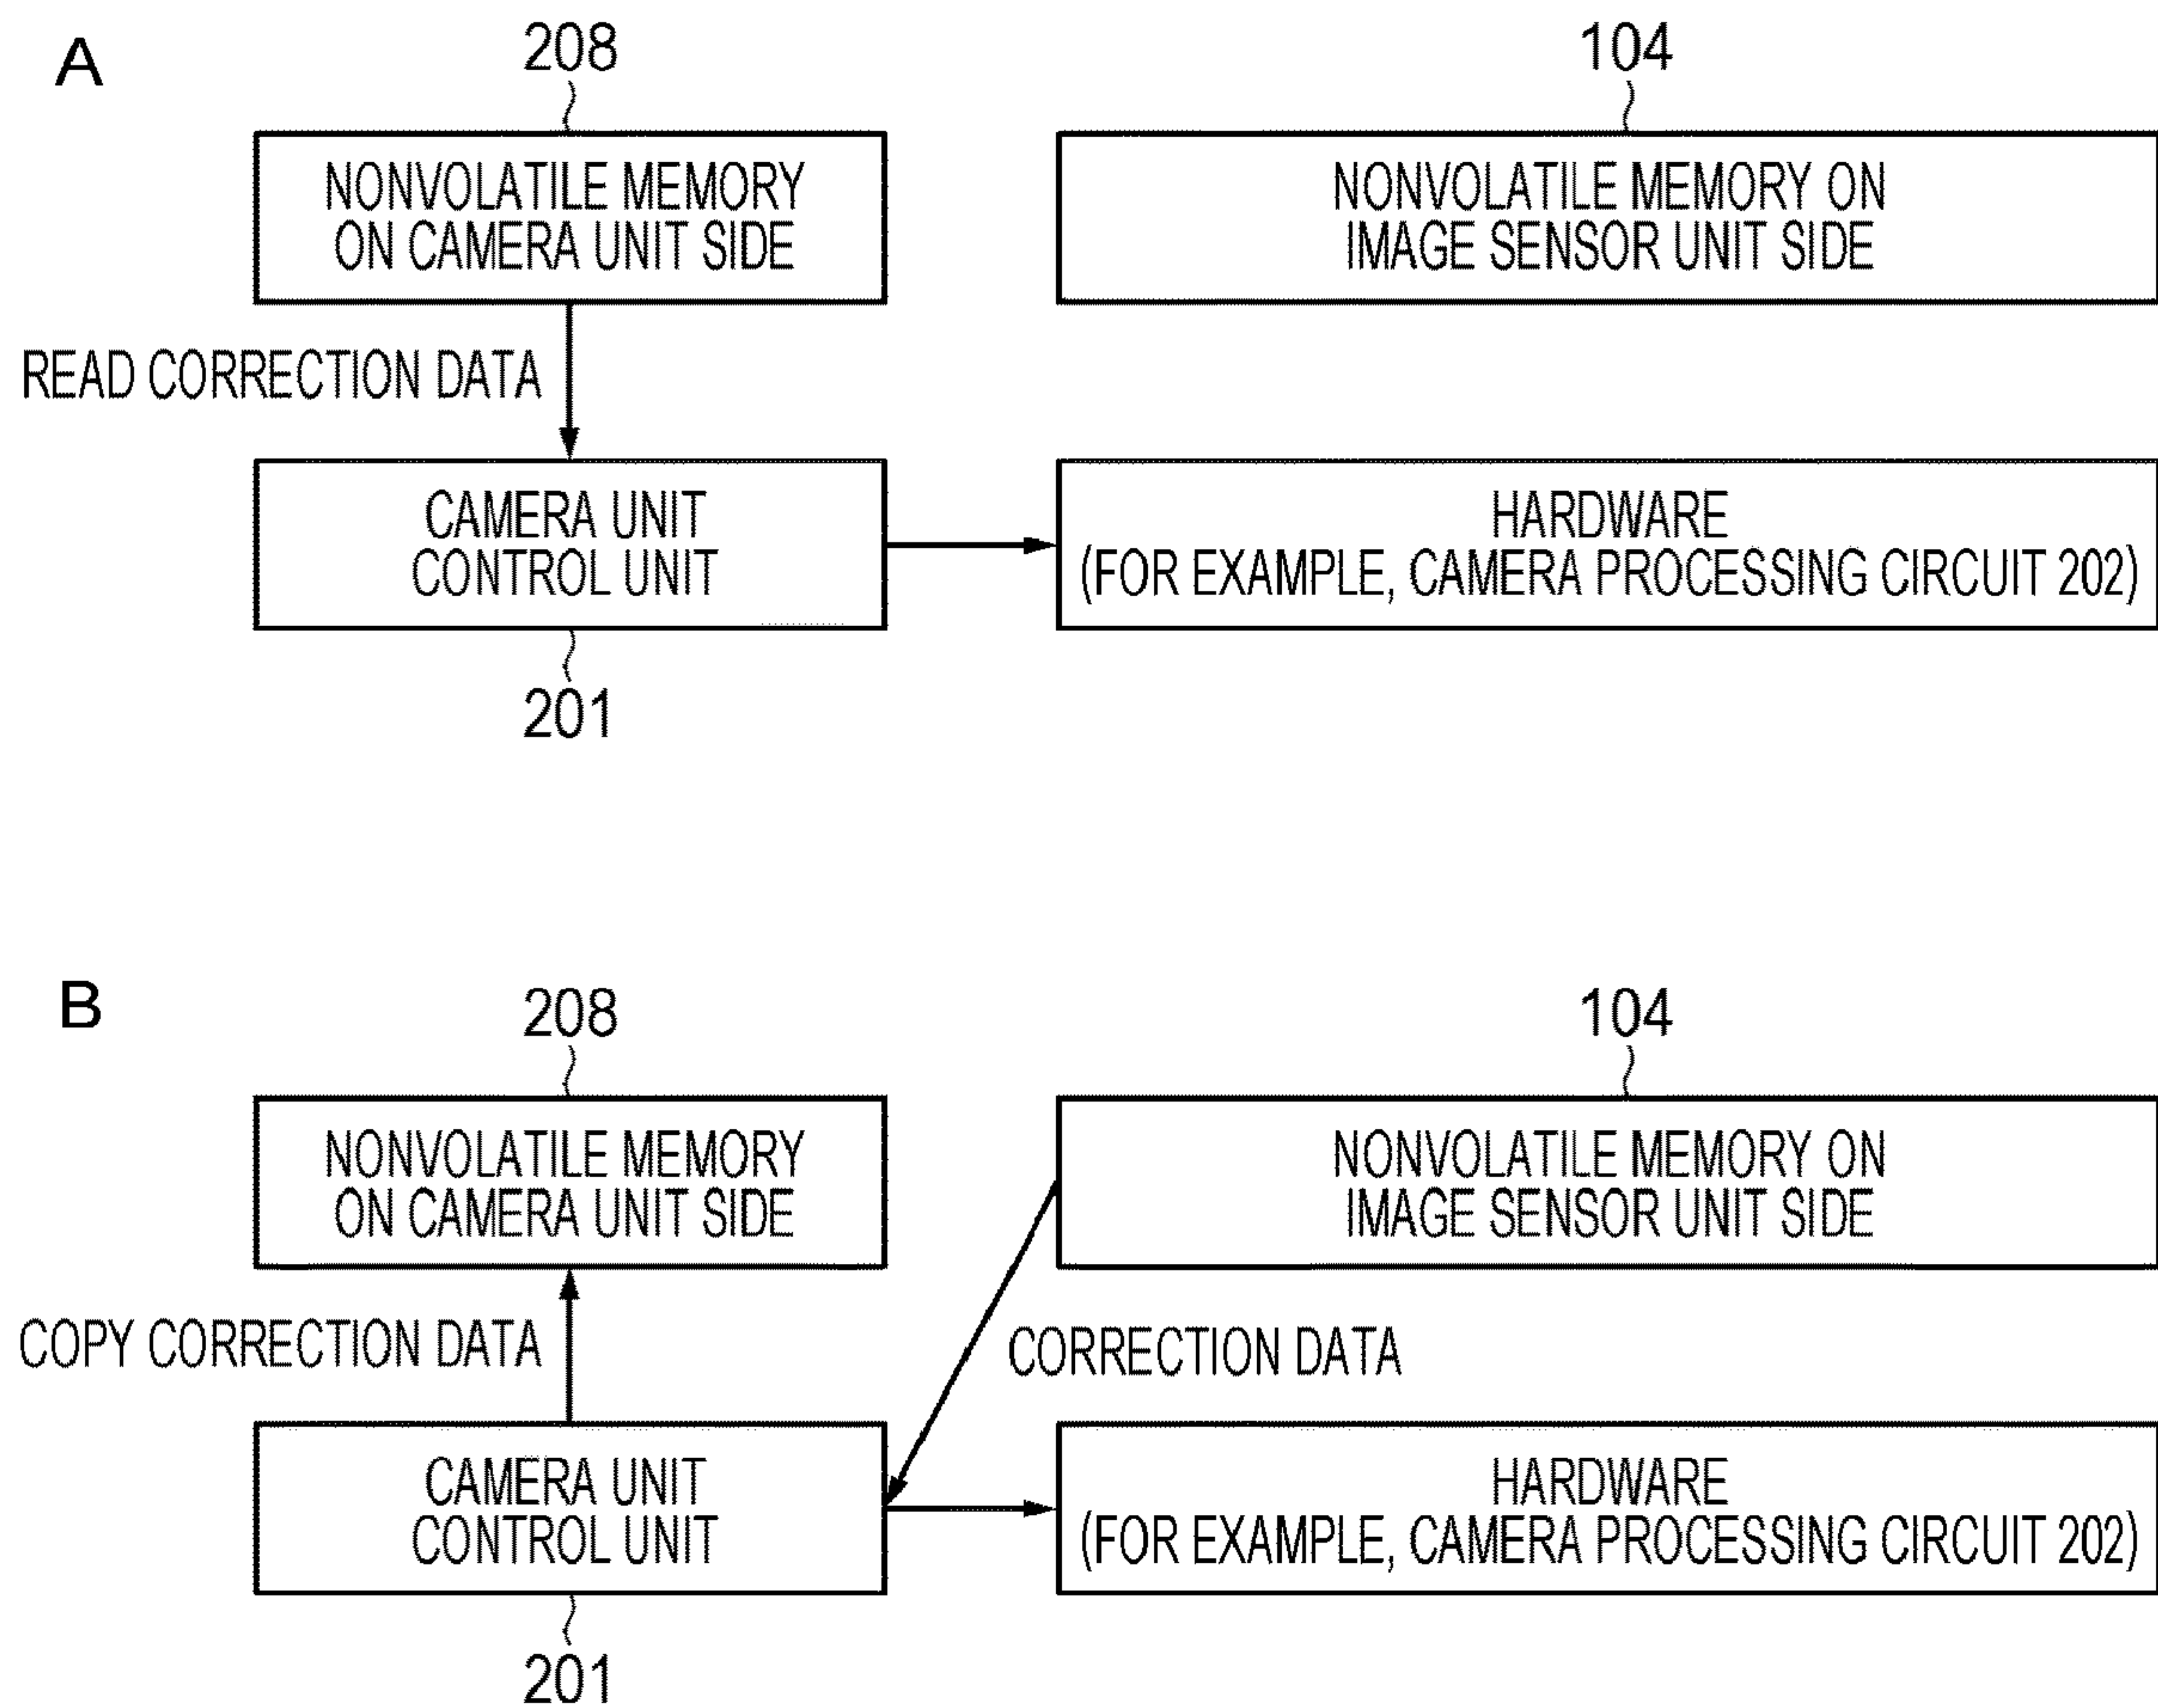 A
208
104
NONVOLATILE MEMORY
ON CAMERA UNIT SIDE
NONVOLATILE MEMORY ON
IMAGE SENSOR UNIT SIDE
READ CORRECTION DATA
CAMERA UNIT
CONTROL UNIT
HARDWARE
(FOR EXAMPLE, CAMERA PROCESSING CIRCUIT 202)
201
B
208
104
NONVOLATILE MEMORY
ON CAMERA UNIT SIDE
NONVOLATILE MEMORY ON
IMAGE SENSOR UNIT SIDE
COPY CORRECTION DATA
CORRECTION DATA
CAMERA UNIT
CONTROL UNIT
HARDWARE
(FOR EXAMPLE, CAMERA PROCESSING CIRCUIT 202)
201